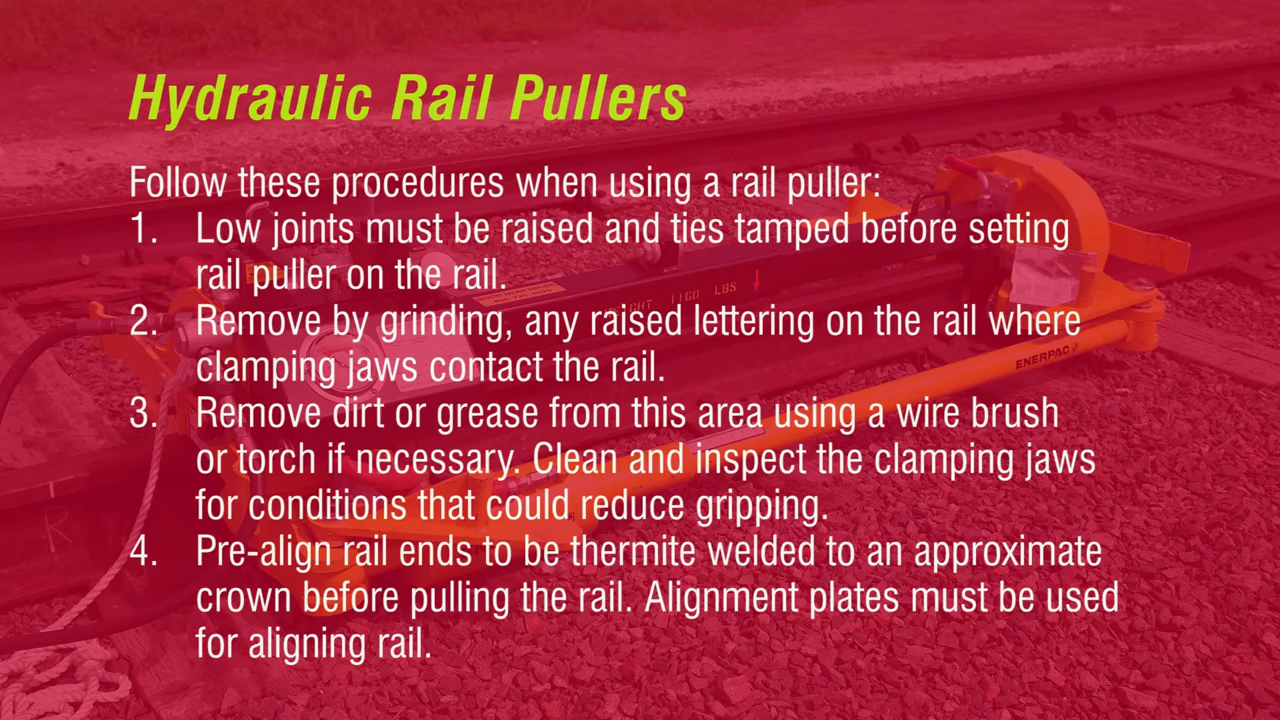 Hydraulic Rail Pullers
Follow these procedures when using a rail puller:
1. Low joints must be raised and ties tamped before setting
rail puller on the rail.
2. Remove by grinding, any raised lettering on the rail where
clamping jaws contact the rail.
3. Remove dirt or grease from this area using a wire brush
or torch if necessary. Clean and inspect the clamping jaws
for conditions that could reduce gripping.
4. Pre-align rail ends to be thermite welded to an approximate
crown before pulling the rail. Alignment plates must be used
for aligning rail.
WEIGHT 1160 LBS
ENERPAC
R